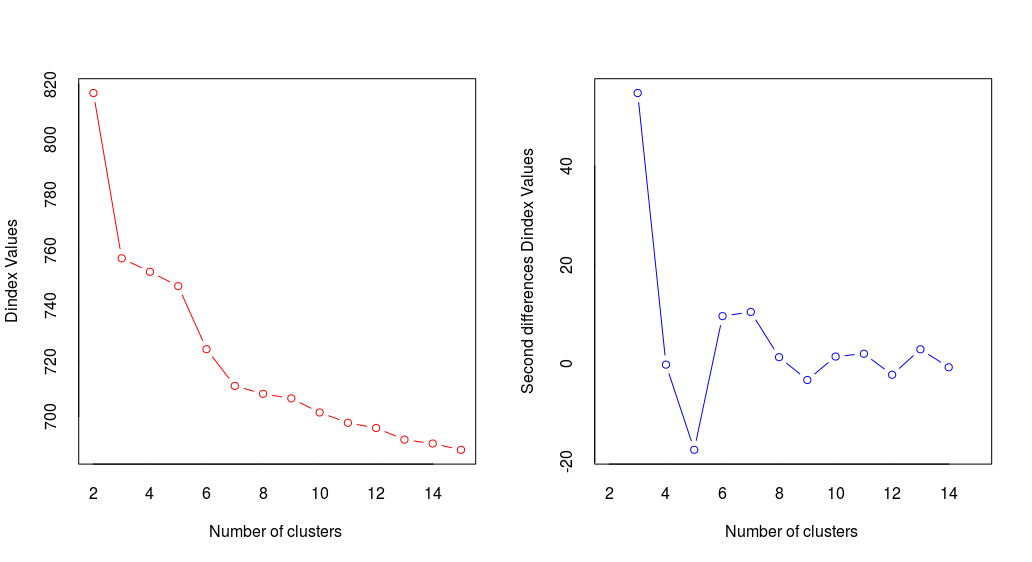 Dindex Values
820
800
780
760
740
720
700
2 4 6 8 10 12 14
Number of clusters
Second differences Dindex Values
40
20
0
-20
2 4 6 8 10 12 14
Number of clusters